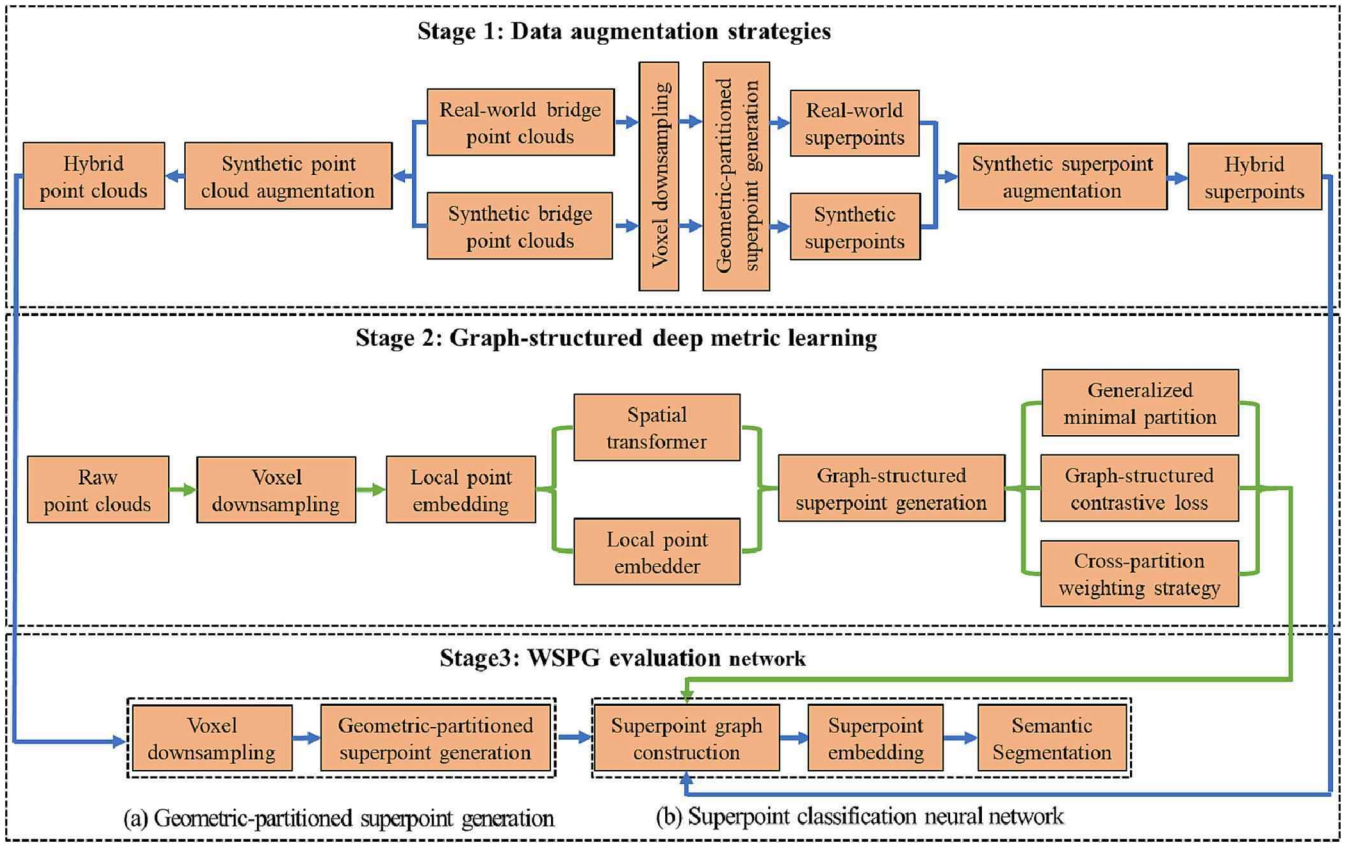 Stage 1: Data augmentation strategies
Hybrid
point clouds
Synthetic point
cloud augmentation
Real-world bridge
point clouds
Synthetic bridge
point clouds
Voxel downsampling
Geometric-partitioned
superpoint generation
Real-world
superpoints
Synthetic
superpoints
Synthetic superpoint
augmentation
Hybrid
superpoints
Stage 2: Graph-structured deep metric learning
Raw
point clouds
Voxel
downsampling
Local point
embedding
Spatial
transformer
Local point
embedder
Graph-structured
superpoint generation
Generalized
minimal partition
Graph-structured
contrastive loss
Cross-partition
weighting strategy
Stage3: WSPG evaluation network
Voxel
downsampling
Geometric-partitioned
superpoint generation
Superpoint graph
construction
Superpoint
embedding
Semantic
Segmentation
(a) Geometric-partitioned superpoint generation
(b) Superpoint classification neural network